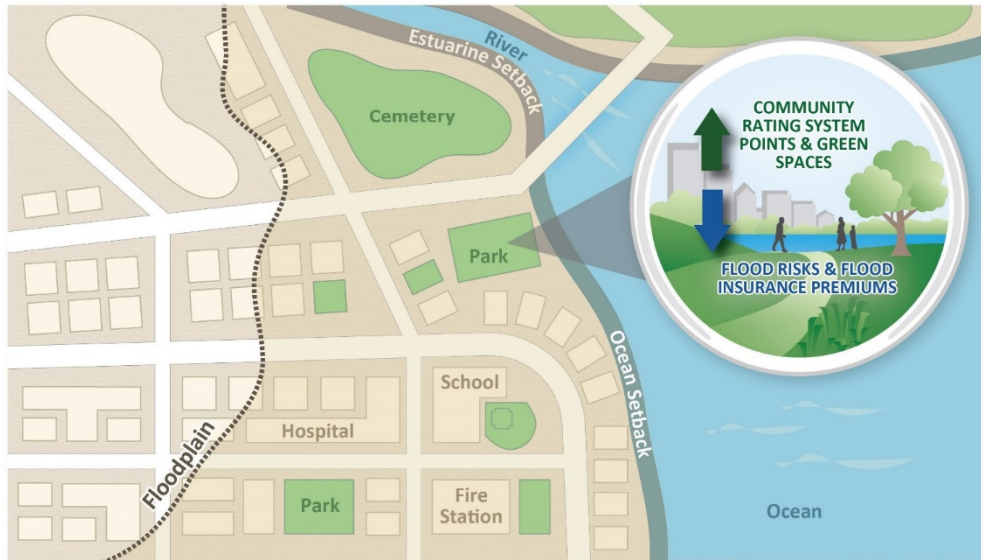 River
Estuarine Setback
Cemetery
COMMUNITY
RATING SYSTEM
POINTS & GREEN
SPACES
Park
FLOOD RISKS & FLOOD
INSURANCE PREMIUMS
Ocean Setback
School
Hospital
Floodplain
Park
Fire
Station
Ocean